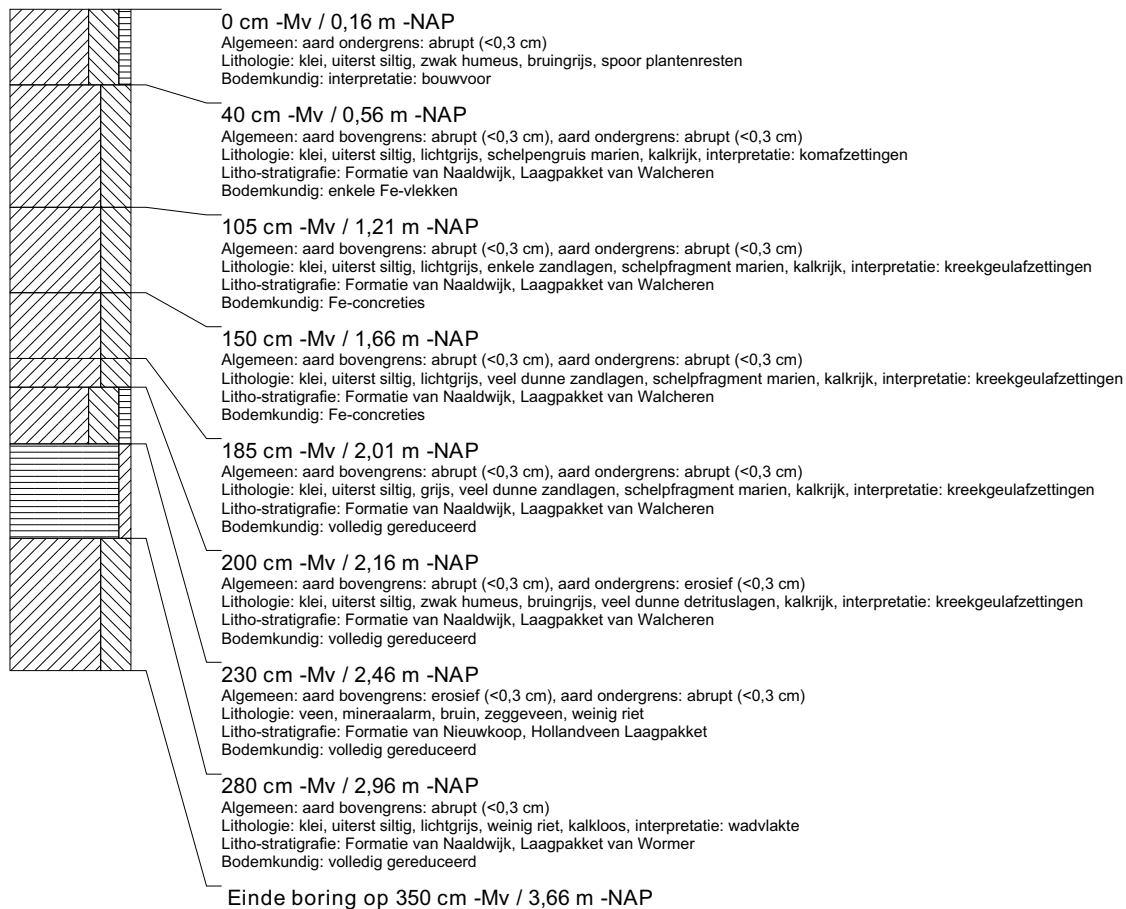 0 cm -Mv / 0,16 m -NAP
Algemeen: aard ondergrens: abrupt (<0,3 cm)
Lithologie: klei, uiterst siltig, zwak humeus, bruingrijs, spoor plantenresten
Bodemkundig: interpretatie: bouwvoor
40 cm -Mv / 0,56 m -NAP
Algemeen: aard bovengrens: abrupt (<0,3 cm), aard ondergrens: abrupt (<0,3 cm)
Lithologie: klei, uiterst siltig, lichtgrijs, schelpengruis marien, kalkrijk, interpretatie: komafzettingen
Litho-stratigrafie: Formatie van Naaldwijk, Laagpakket van Walcheren
Bodemkundig: enkele Fe-vlekken
105 cm -Mv / 1,21 m -NAP
Algemeen: aard bovengrens: abrupt (<0,3 cm), aard ondergrens: abrupt (<0,3 cm)
Lithologie: klei, uiterst siltig, lichtgrijs, enkele zandlagen, schelpfragment marien, kalkrijk, interpretatie: kreekgeulafzettingen
Litho-stratigrafie: Formatie van Naaldwijk, Laagpakket van Walcheren
Bodemkundig: Fe-concreties
150 cm -Mv / 1,66 m -NAP
Algemeen: aard bovengrens: abrupt (<0,3 cm), aard ondergrens: abrupt (<0,3 cm)
Lithologie: klei, uiterst siltig, lichtgrijs, veel dunne zandlagen, schelpfragment marien, kalkrijk, interpretatie: kreekgeulafzettingen
Litho-stratigrafie: Formatie van Naaldwijk, Laagpakket van Walcheren
Bodemkundig: Fe-concreties
185 cm -Mv / 2,01 m -NAP
Algemeen: aard bovengrens: abrupt (<0,3 cm), aard ondergrens: abrupt (<0,3 cm)
Lithologie: klei, uiterst siltig, grijs, veel dunne zandlagen, schelpfragment marien, kalkrijk, interpretatie: kreekgeulafzettingen
Litho-stratigrafie: Formatie van Naaldwijk, Laagpakket van Walcheren
Bodemkundig: volledig gereduceerd
200 cm -Mv / 2,16 m -NAP
Algemeen: aard bovengrens: abrupt (<0,3 cm), aard ondergrens: erosief (<0,3 cm)
Lithologie: klei, uiterst siltig, zwak humeus, bruingrijs, veel dunne detrituslagen, kalkrijk, interpretatie: kreekgeulafzettingen
Litho-stratigrafie: Formatie van Naaldwijk, Laagpakket van Walcheren
Bodemkundig: volledig gereduceerd
230 cm -Mv / 2,46 m -NAP
Algemeen: aard bovengrens: erosief (<0,3 cm), aard ondergrens: abrupt (<0,3 cm)
Lithologie: veen, mineraalarm, bruin, zeggeveen, weinig riet
Litho-stratigrafie: Formatie van Nieuwkoop, Hollandveen Laagpakket
Bodemkundig: volledig gereduceerd
280 cm -Mv / 2,96 m -NAP
Algemeen: aard bovengrens: abrupt (<0,3 cm)
Lithologie: klei, uiterst siltig, lichtgrijs, weinig riet, kalkloos, interpretatie: wadvlakte
Litho-stratigrafie: Formatie van Naaldwijk, Laagpakket van Wormer
Bodemkundig: volledig gereduceerd
Einde boring op 350 cm -Mv / 3,66 m -NAP